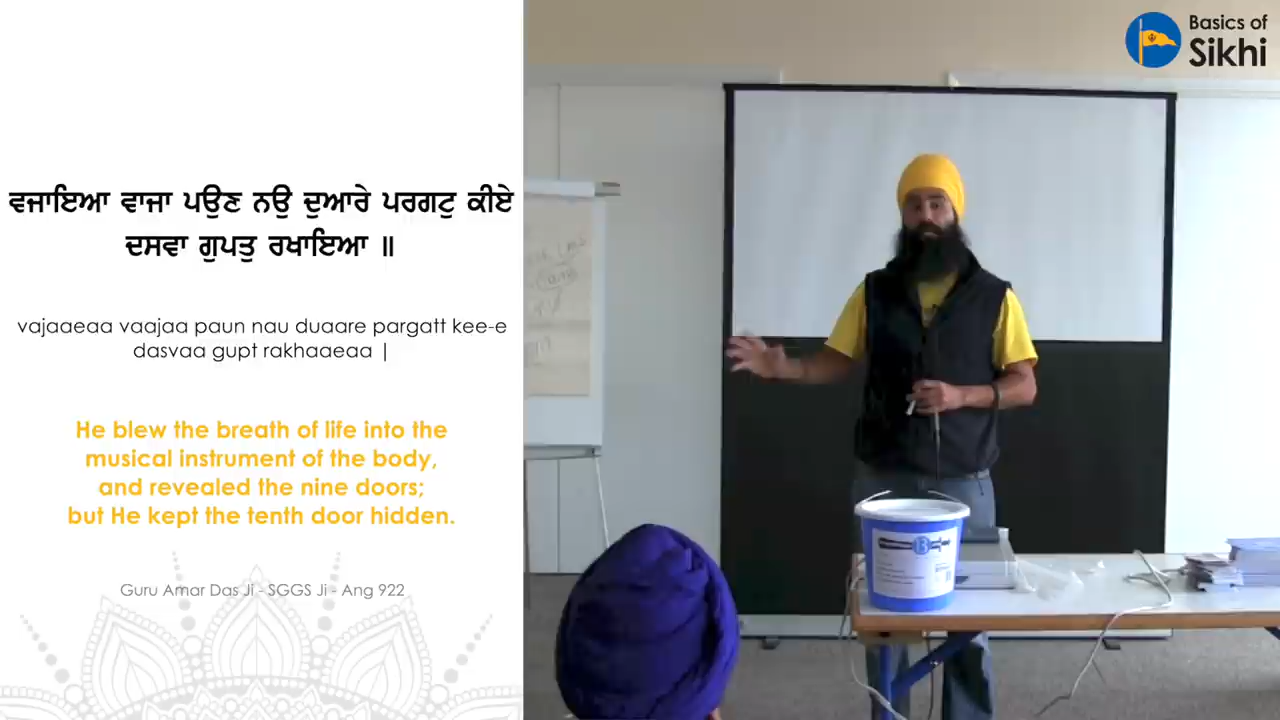 ਵਜਾਇਆ ਵਾਜਾ ਪਉਣ ਨਉ ਦੁਆਰੇ ਪਰਗਟੁ ਕੀਏ
ਦਸਵਾ ਗੁਪਤੁ ਰਖਾਇਆ ॥
vajaaeaa vaajaa paun nau duaare pargatt kee-e
dasvaa gupt rakhaaeaa |
He blew the breath of life into the
musical instrument of the body,
and revealed the nine doors;
but He kept the tenth door hidden.
Guru Amar Das Ji - SGGS Ji - Ang 922
Basics of
Sikhi